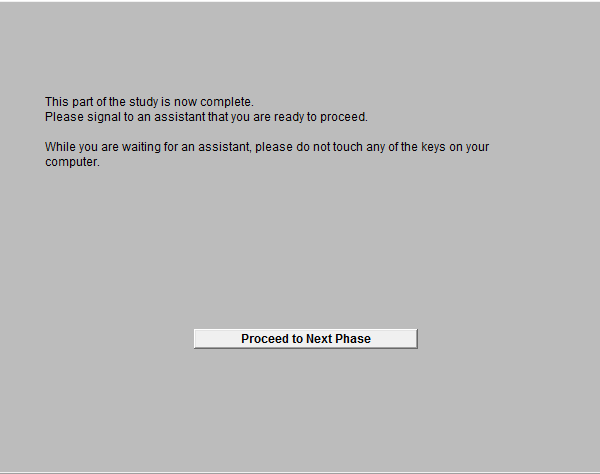 This part of the study is now complete.
Please signal to an assistant that you are ready to proceed.
While you are waiting for an assistant, please do not touch any of the keys on your
computer.
Proceed to Next Phase